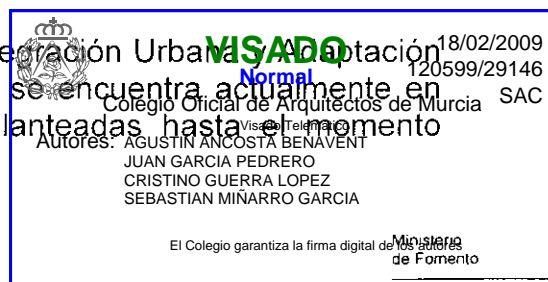 egración Urbana y Adaptación
VISADO
18/02/2009
Normal
120599/29146
se encuentra actualmente en
Colegio Oficial de Arquitectos de Murcia
SAC
lanteadas hasta el momento
Visado Telemático
Autores: AGUSTIN ANCOSTA BENAVENT
JUAN GARCIA PEDRERO
CRISTINO GUERRA LOPEZ
SEBASTIAN MIÑARRO GARCIA
El Colegio garantiza la firma digital de los autores
Ministerio
de Fomento